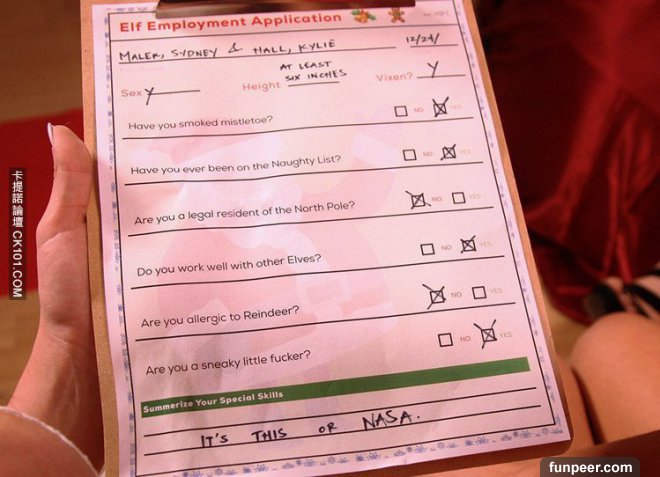 Elf Employment Application
MALER, SYDNEY & HALL, KYLIE 12/24/
Sex Y Height AT LEAST SIX INCHES Vixen? Y
Have you smoked mistletoe? NO YES
Have you ever been on the Naughty List? NO YES
Are you a legal resident of the North Pole? NO YES
Do you work well with other Elves? NO YES
Are you allergic to Reindeer? NO YES
Are you a sneaky little fucker? NO YES
Summerize Your Special Skills
IT'S THIS OR NASA.
卡提諾論壇 CK101.COM
funpeer.com